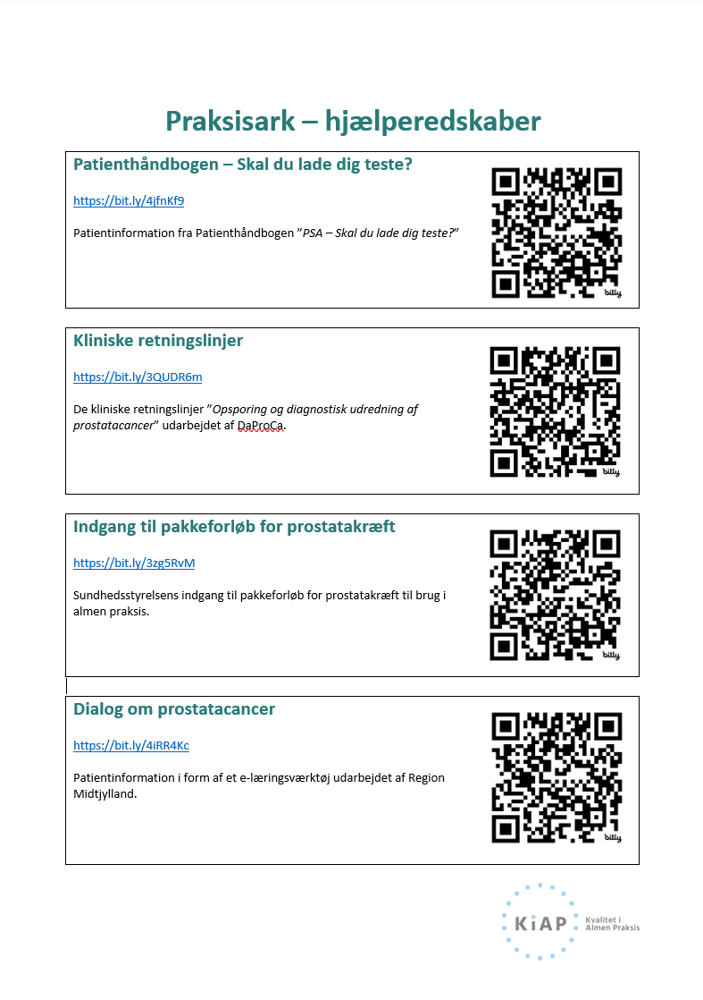 Praksisark – hjælperedskaber
Patienthåndbogen – Skal du lade dig teste?
https://bit.ly/4jfnKf9
Patientinformation fra Patienthåndbogen ”PSA – Skal du lade dig teste?”
bitly
Kliniske retningslinjer
https://bit.ly/3QUDR6m
De kliniske retningslinjer ”Opsporing og diagnostisk udredning af
prostatacancer” udarbejdet af DaProCa.
bitly
Indgang til pakkeforløb for prostatakræft
https://bit.ly/3zg5RvM
Sundhedsstyrelsens indgang til pakkeforløb for prostatakræft til brug i
almen praksis.
bitly
Dialog om prostatacancer
https://bit.ly/4iRR4Kc
Patientinformation i form af et e-læringsværktøj udarbejdet af Region
Midtjylland.
bitly
KiAP
Kvalitet i
Almen Praksis